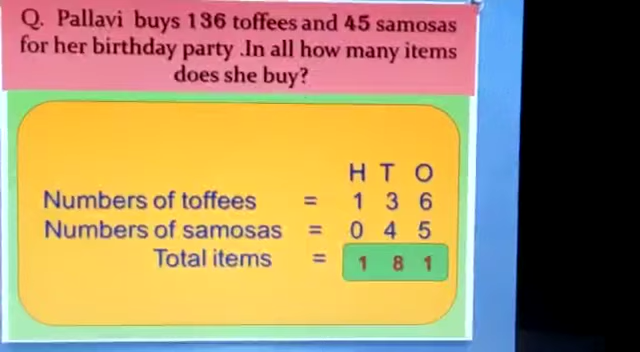 Q. Pallavi buys 136 toffees and 45 samosas
for her birthday party .In all how many items
does she buy?
H T O
Numbers of toffees = 1 3 6
Numbers of samosas = 0 4 5
Total items = 1 8 1